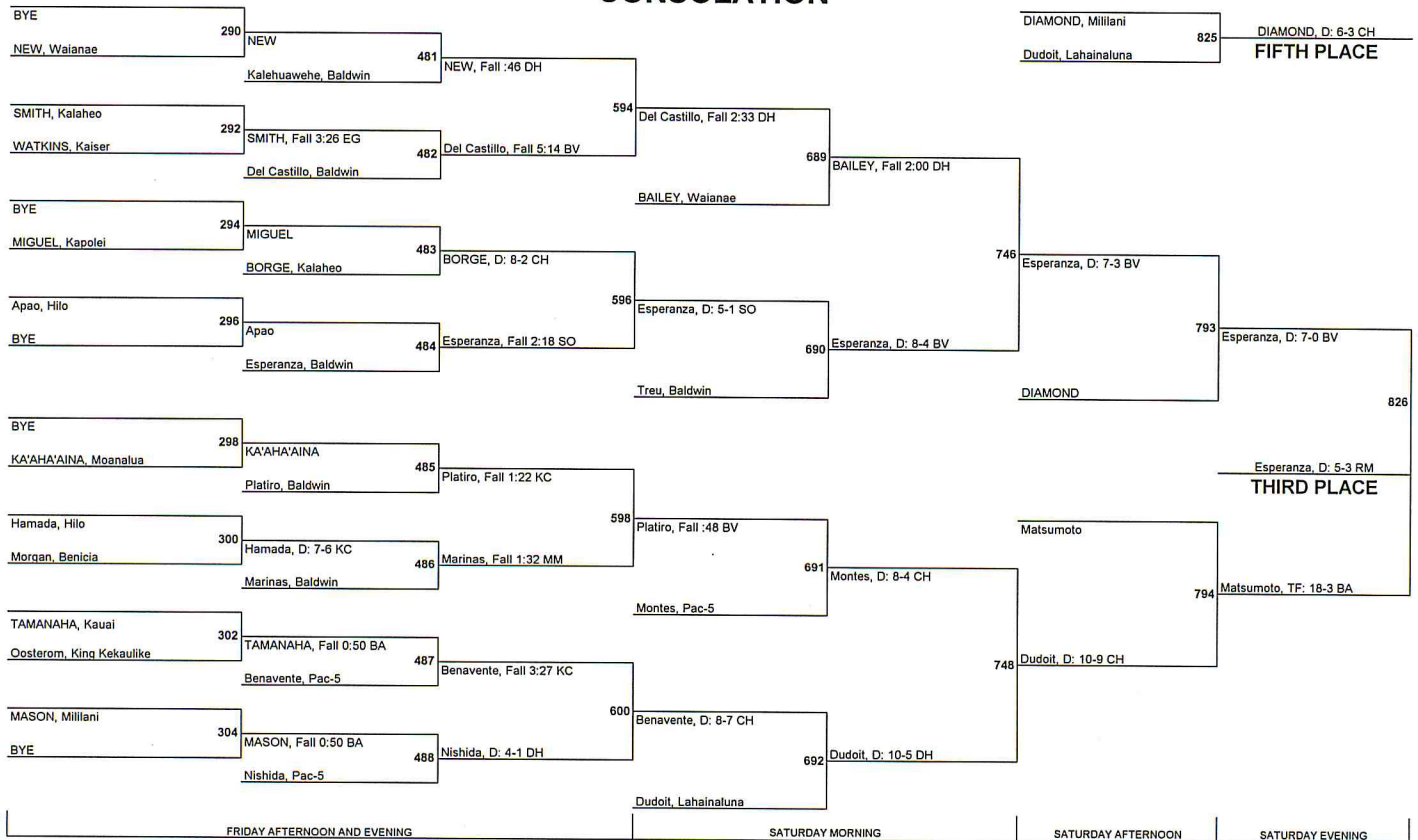 CONSOLATION
BYE
290
NEW, Waianae
NEW
481
Kalehuawehe, Baldwin
NEW, Fall :46 DH
SMITH, Kalaheo
292
WATKINS, Kaiser
SMITH, Fall 3:26 EG
482
Del Castillo, Baldwin
Del Castillo, Fall 5:14 BV
594
Del Castillo, Fall 2:33 DH
689
BAILEY, Waianae
BAILEY, Fall 2:00 DH
BYE
294
MIGUEL, Kapolei
MIGUEL
483
BORGE, Kalaheo
BORGE, D: 8-2 CH
Apao, Hilo
296
BYE
Apao
484
Esperanza, Baldwin
Esperanza, Fall 2:18 SO
596
Esperanza, D: 5-1 SO
690
Treu, Baldwin
Esperanza, D: 8-4 BV
746
Esperanza, D: 7-3 BV
793
DIAMOND
Esperanza, D: 7-0 BV
BYE
298
KA'AHA'AINA, Moanalua
KA'AHA'AINA
485
Platiro, Baldwin
Platiro, Fall 1:22 KC
Hamada, Hilo
300
Morgan, Benicia
Hamada, D: 7-6 KC
486
Marinas, Baldwin
Marinas, Fall 1:32 MM
598
Platiro, Fall :48 BV
691
Montes, Pac-5
Montes, D: 8-4 CH
TAMANAHA, Kauai
302
Oosterom, King Kekaulike
TAMANAHA, Fall 0:50 BA
487
Benavente, Pac-5
Benavente, Fall 3:27 KC
MASON, Mililani
304
BYE
MASON, Fall 0:50 BA
488
Nishida, Pac-5
Nishida, D: 4-1 DH
600
Benavente, D: 8-7 CH
692
Dudoit, Lahainaluna
Dudoit, D: 10-5 DH
748
Dudoit, D: 10-9 CH
Matsumoto
794
Matsumoto, TF: 18-3 BA
826
Esperanza, D: 5-3 RM
THIRD PLACE
DIAMOND, Mililani
825
Dudoit, Lahainaluna
DIAMOND, D: 6-3 CH
FIFTH PLACE
FRIDAY AFTERNOON AND EVENING
SATURDAY MORNING
SATURDAY AFTERNOON
SATURDAY EVENING